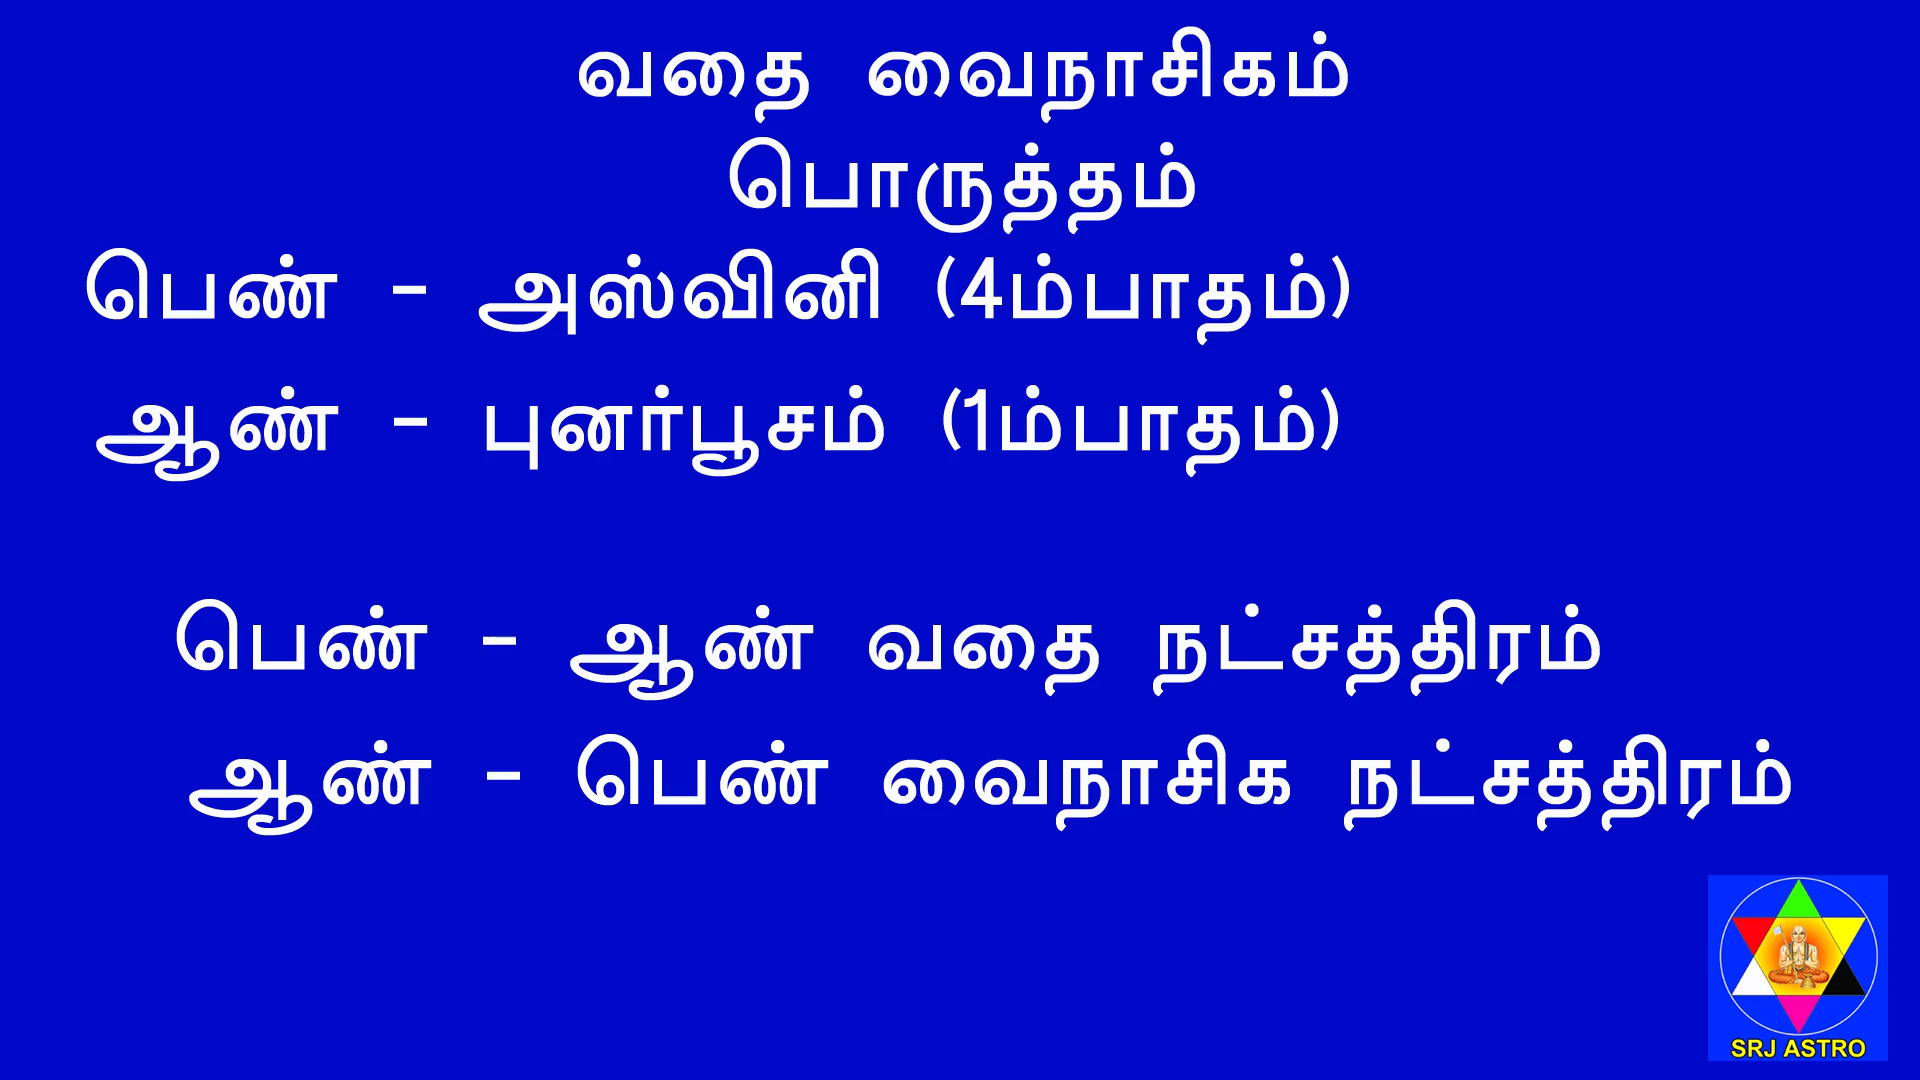 வதை வைநாசிகம்
பொருத்தம்
பெண் - அஸ்வினி (4ம்பாதம்)
ஆண் - புனர்பூசம் (1ம்பாதம்)
பெண் - ஆண் வதை நட்சத்திரம்
ஆண் - பெண் வைநாசிக நட்சத்திரம்
SRJ ASTRO